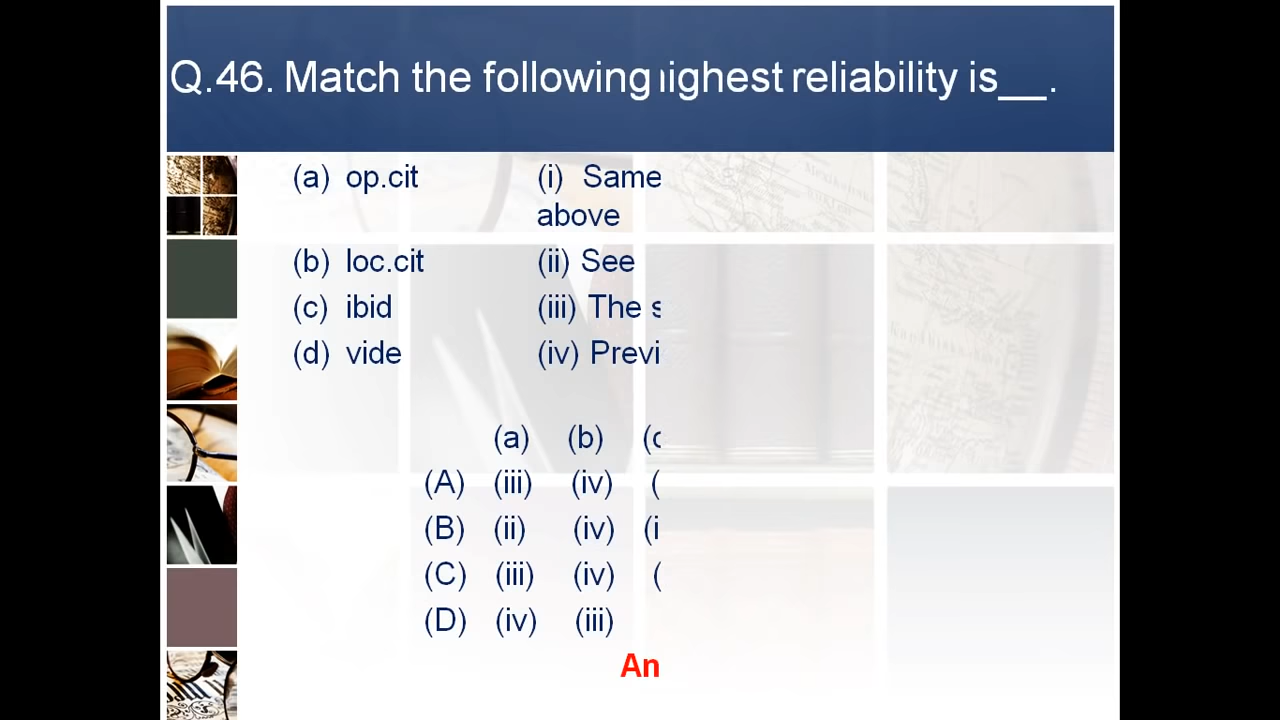 Q.46. Match the following ighest reliability is__.
(a) op.cit (i) Same
above
(b) loc.cit (ii) See
(c) ibid (iii) The
(d) vide (iv) Previ
(a) (b) (c
(A) (iii) (iv) (
(B) (ii) (iv) (i
(C) (iii) (iv) (
(D) (iv) (iii)
An